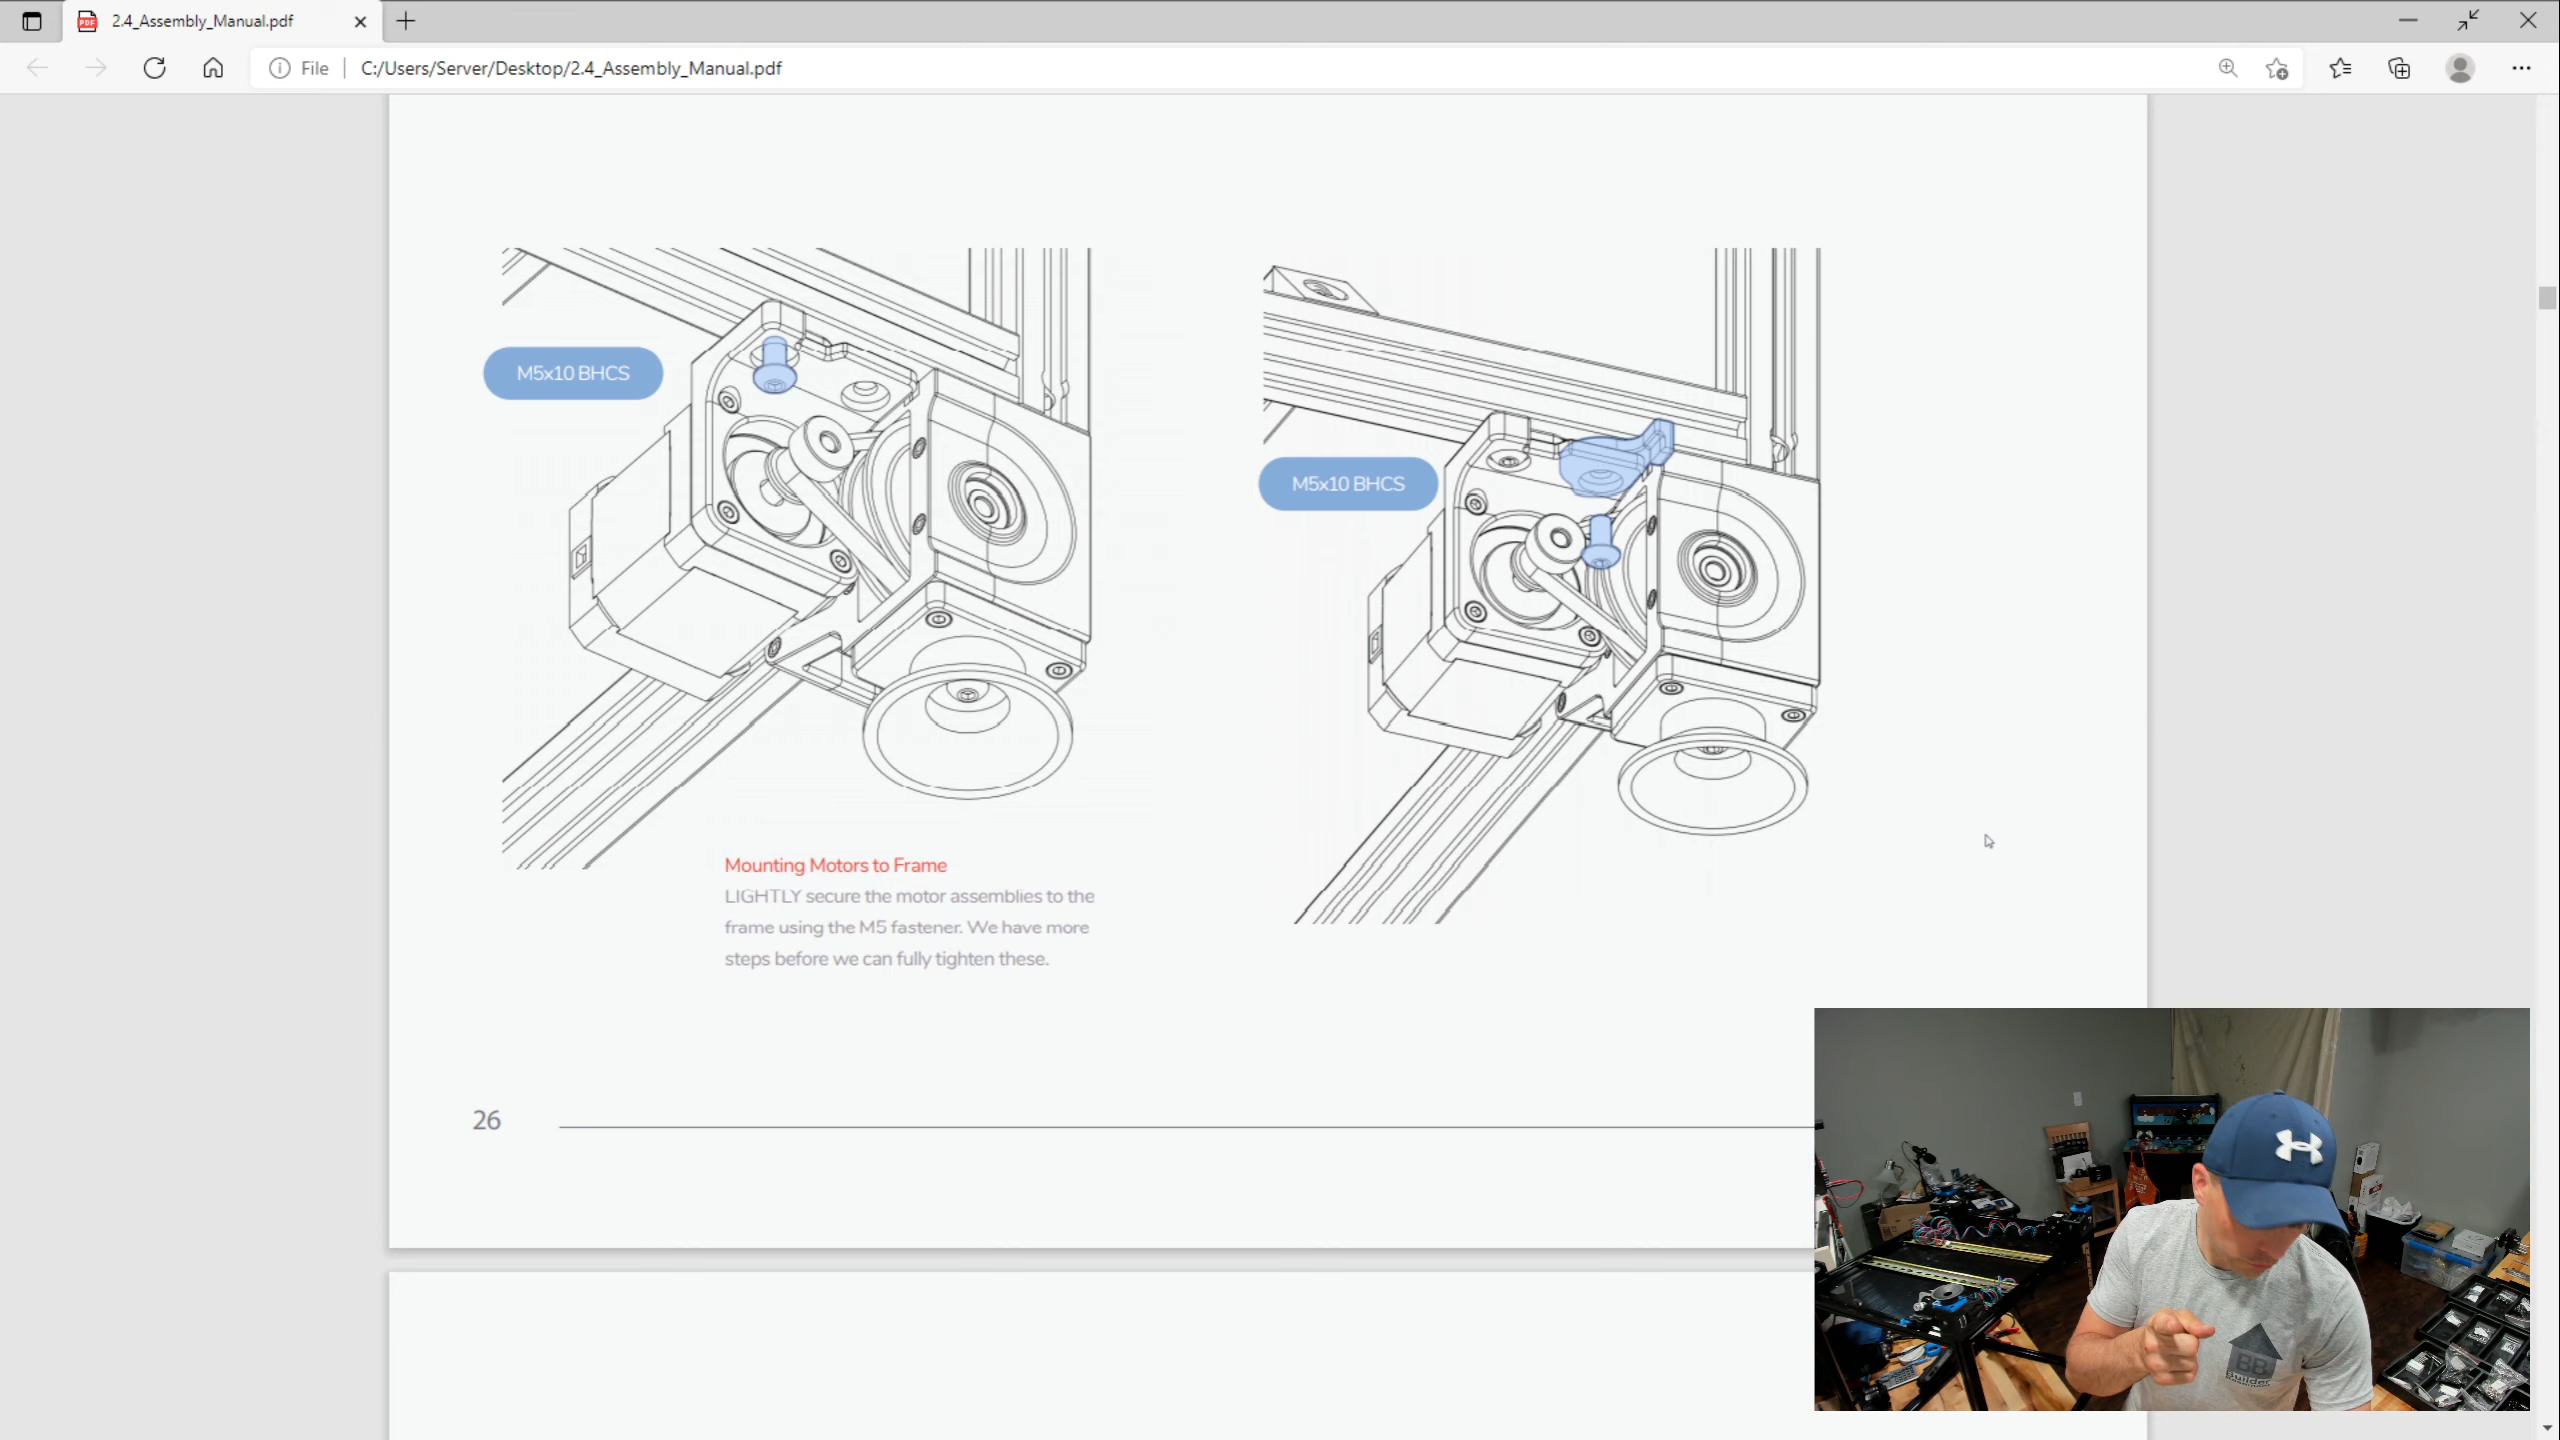 2.4_Assembly_Manual.pdf
File
C:/Users/Server/Desktop/2.4_Assembly_Manual.pdf
M5x10 BHCS
M5x10 BHCS
Mounting Motors to Frame
LIGHTLY secure the motor assemblies to the
frame using the M5 fastener. We have more
steps before we can fully tighten these.
26
BB
Builder